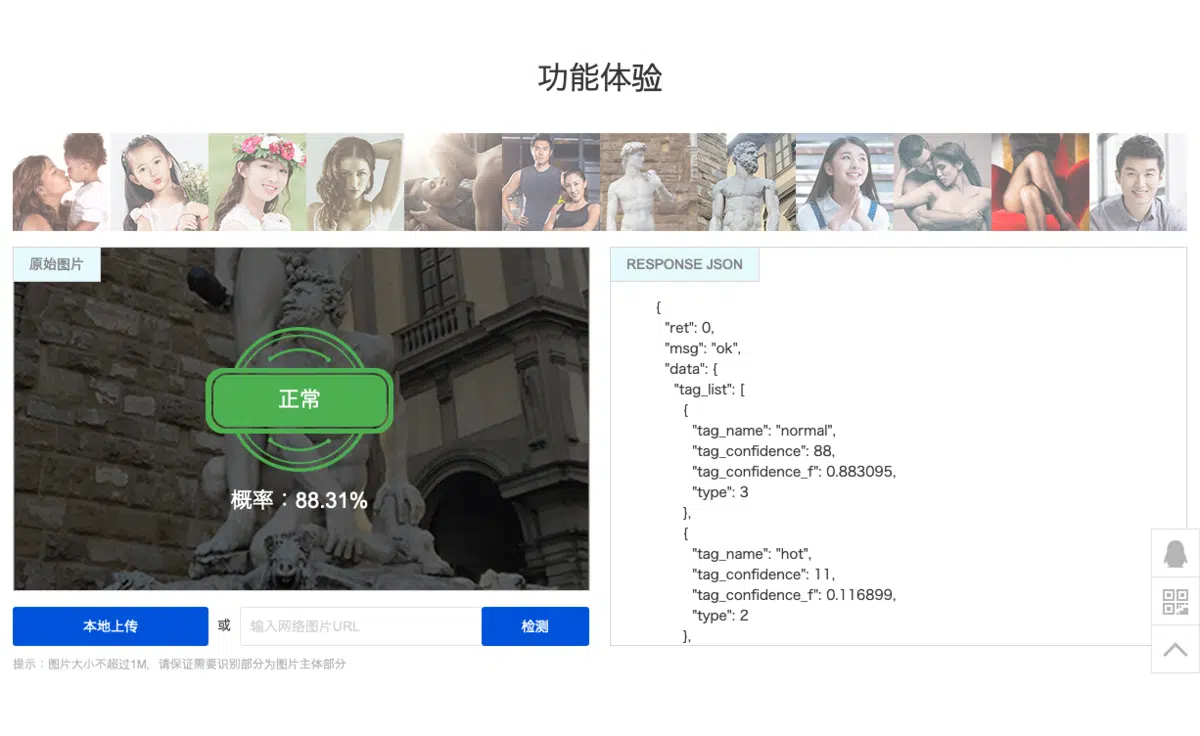 功能体验
原始图片
正常
概率：88.31%
本地上传
或
输入网络图片URL
检测
提示：图片大小不超过1M，请保证需要识别部分为图片主体部分
RESPONSE JSON
{
"ret": 0,
"msg": "ok",
"data": {
"tag_list": [
{
"tag_name": "normal",
"tag_confidence": 88,
"tag_confidence_f": 0.883095,
"type": 3
},
{
"tag_name": "hot",
"tag_confidence": 11,
"tag_confidence_f": 0.116899,
"type": 2
},